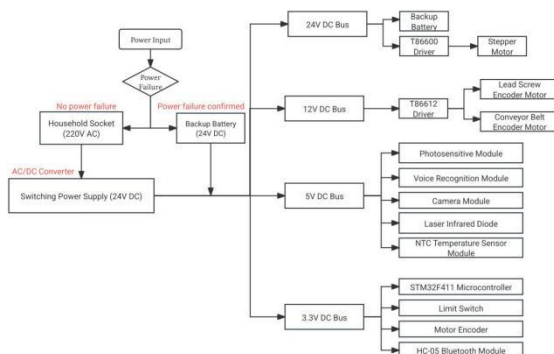 Power Input
Power
Failure
No power failure
Power failure confirmed
Household Socket
(220V AC)
Backup Battery
(24V DC)
AC/DC Converter
Switching Power Supply (24V DC)
24V DC Bus
Backup
Battery
T86600
Driver
Stepper
Motor
12V DC Bus
T86612
Driver
Lead Screw
Encoder Motor
Conveyor Belt
Encoder Motor
5V DC Bus
Photosensitive Module
Voice Recognition Module
Camera Module
Laser Infrared Diode
NTC Temperature Sensor
Module
3.3V DC Bus
STM32F411 Microcontroller
Limit Switch
Motor Encoder
HC-05 Bluetooth Module